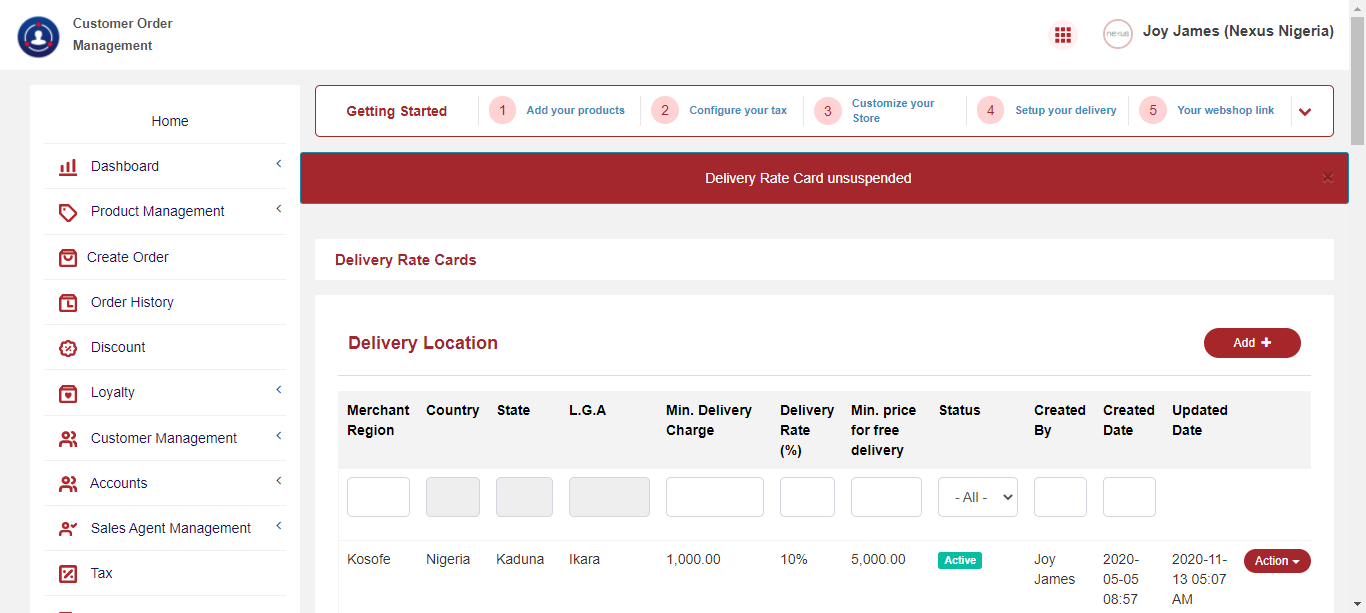 Customer Order
Management
nexus
Joy James (Nexus Nigeria)
Home
Dashboard
Product Management
Create Order
Order History
Discount
Loyalty
Customer Management
Accounts
Sales Agent Management
Tax
Getting Started
1 Add your products
2 Configure your tax
3 Customize your
Store
4 Setup your delivery
5 Your webshop link
Delivery Rate Card unsuspended ×
Delivery Rate Cards
Delivery Location
Add +
Merchant Country State L.G.A Min. Delivery Delivery Min. price Status Created Created Updated
Region Charge Rate for free By Date Date
(%) delivery
- All -
Kosofe Nigeria Kaduna Ikara 1,000.00 10% 5,000.00 Active Joy 2020- 2020-11- Action
James 05-05 13 05:07
08:57 AM